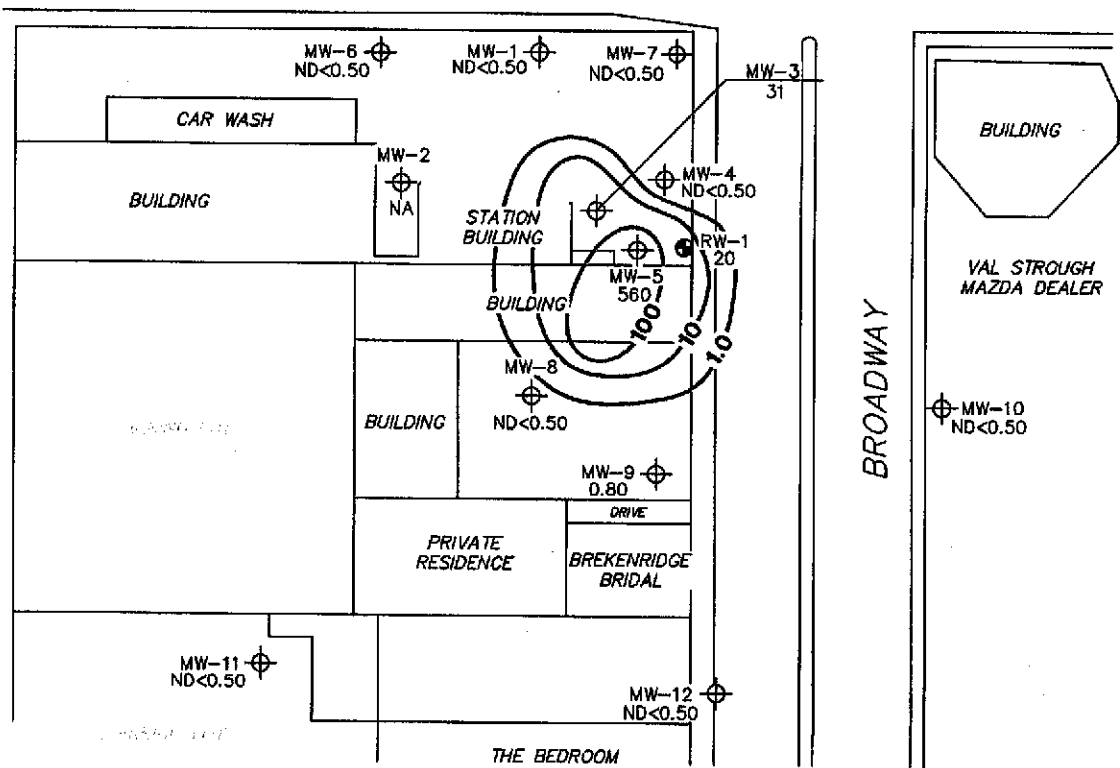 MW-6
ND<0.50
MW-1
ND<0.50
MW-7
ND<0.50
MW-3
31
CAR WASH
BUILDING
MW-2
NA
BUILDING
MW-4
ND<0.50
STATION
BUILDING
RW-1
20
MW-5
560
VAL STROUGH
MAZDA DEALER
BUILDING
100
10
1.0
BROADWAY
MW-8
ND<0.50
BUILDING
MW-10
ND<0.50
MW-9
0.80
DRIVE
PRIVATE
RESIDENCE
BREKENRIDGE
BRIDAL
MW-11
ND<0.50
MW-12
ND<0.50
THE BEDROOM